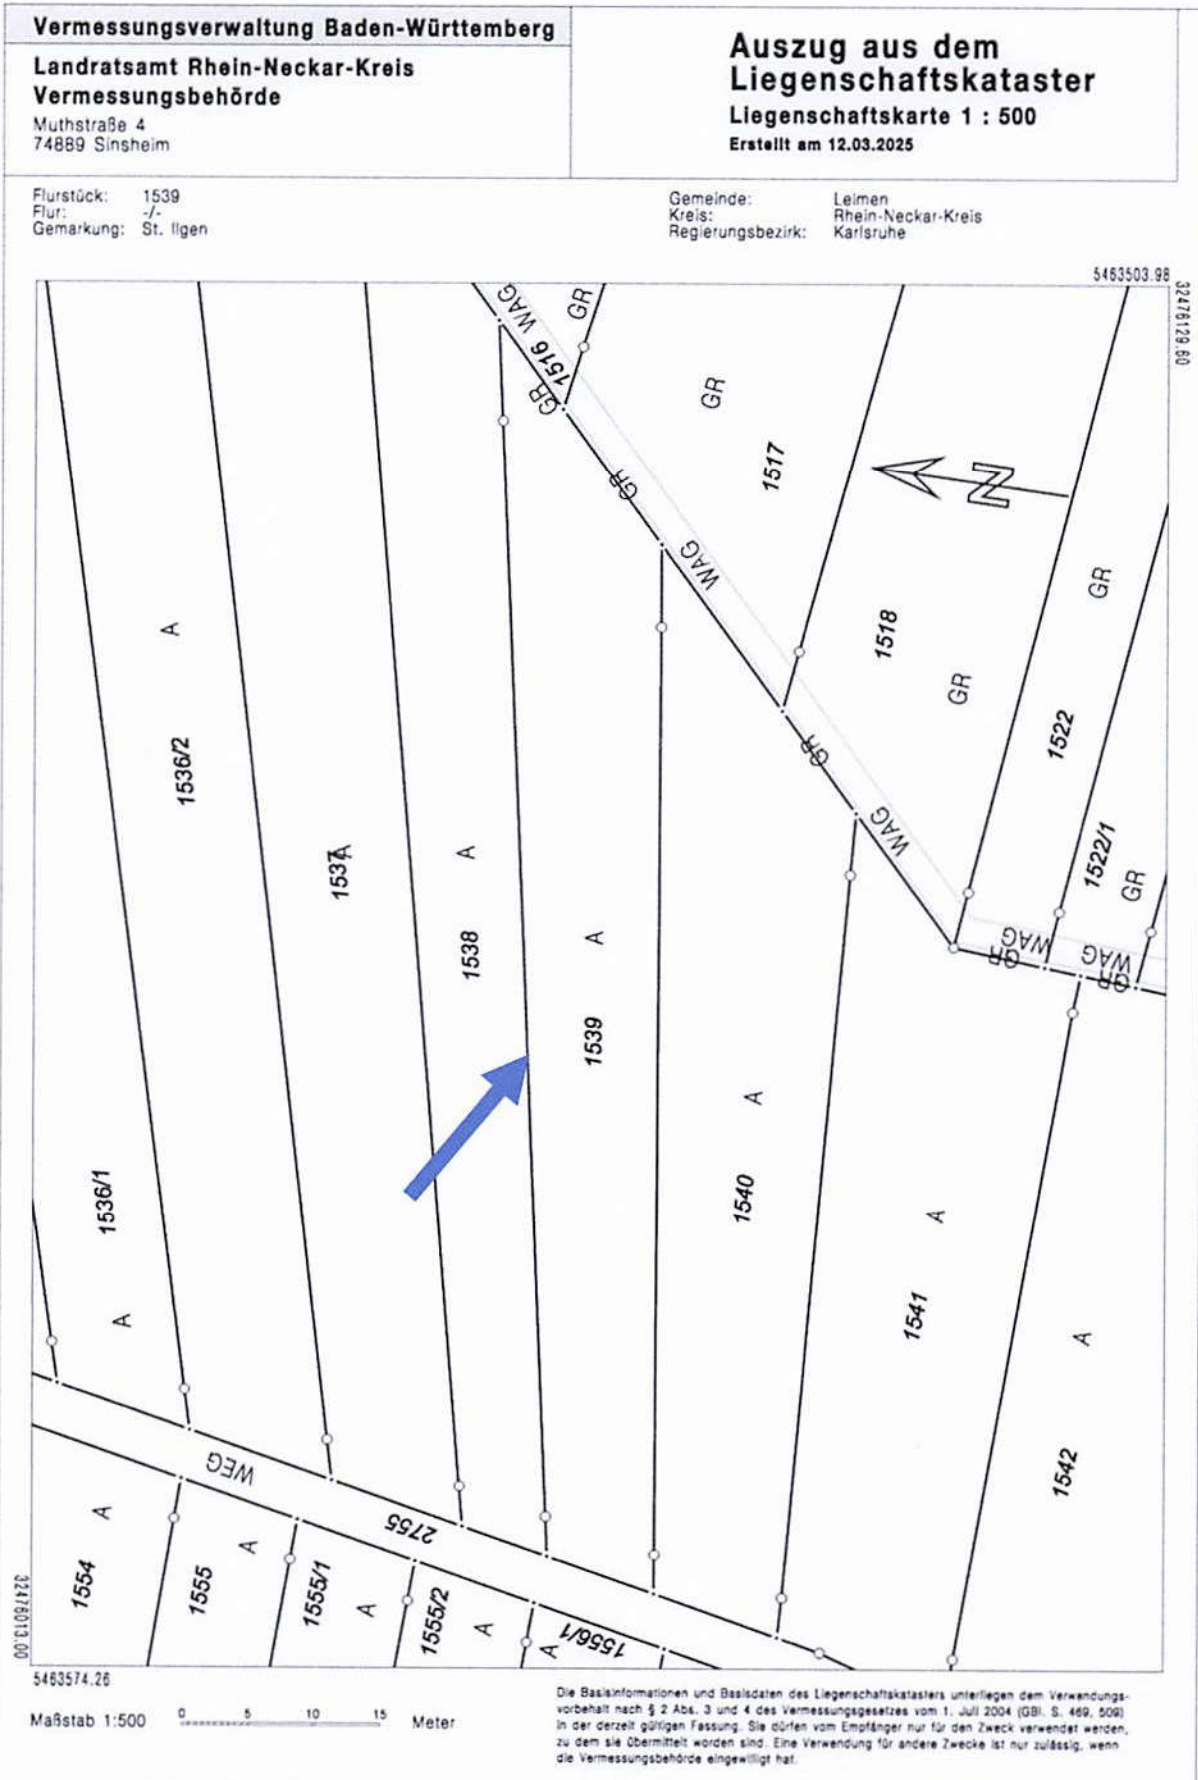 Vermessungsverwaltung Baden-Württemberg
Landratsamt Rhein-Neckar-Kreis
Vermessungsbehörde
Muthstraße 4
74889 Sinsheim
Auszug aus dem
Liegenschaftskataster
Liegenschaftskarte 1 : 500
Erstellt am 12.03.2025
Flurstück: 1539
Flur: -/-
Gemarkung: St. Ilgen
Gemeinde: Leimen
Kreis: Rhein-Neckar-Kreis
Regierungsbezirk: Karlsruhe
5463503.98
32476129.60
WAG
GR
1516
GR
GR
GR
1517
N
WAG
GR
A
1518
GR
1536/2
1522
GR
WAG
A
1537
A
1522/1
GR
1538
A
WAG
WAG
GR
GR
1539
A
1540
1536/1
A
A
1541
A
WEG
1542
2755
A
1554
A
1555
1555/1
A
1555/2
A
A
1556/1
32476013.00
5463574.26
Maßstab 1:500
0 5 10 15 Meter
Die Basisinformationen und Basisdaten des Liegenschaftskatasters unterliegen dem Verwendungs-
vorbehalt nach § 2 Abs. 3 und 4 des Vermessungsgesetzes vom 1. Juli 2004 (GBl. S. 469, 509)
in der derzeit gültigen Fassung. Sie dürfen vom Empfänger nur für den Zweck verwendet werden,
zu dem sie übermittelt worden sind. Eine Verwendung für andere Zwecke ist nur zulässig, wenn
die Vermessungsbehörde eingewilligt hat.